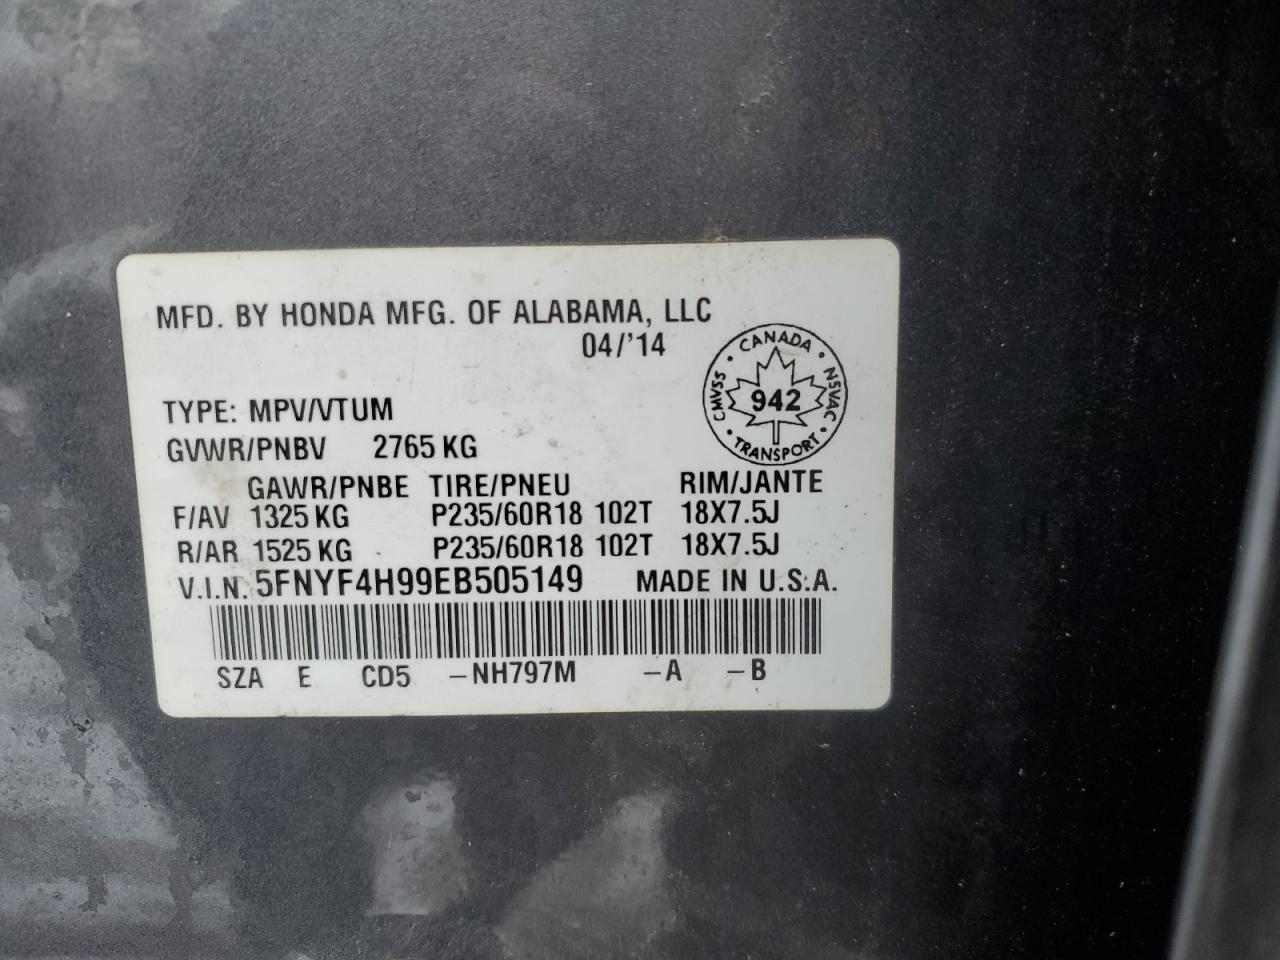 MFD. BY HONDA MFG. OF ALABAMA, LLC
04/'14
CANADA
CMVSS
NSVAC
942
TRANSPORT
TYPE: MPV/VTUM
GVWR/PNBV 2765 KG
GAWR/PNBE TIRE/PNEU RIM/JANTE
F/AV 1325 KG P235/60R18 102T 18X7.5J
R/AR 1525 KG P235/60R18 102T 18X7.5J
V.I.N. 5FNYF4H99EB505149 MADE IN U.S.A.
SZA E CD5 -NH797M -A -B